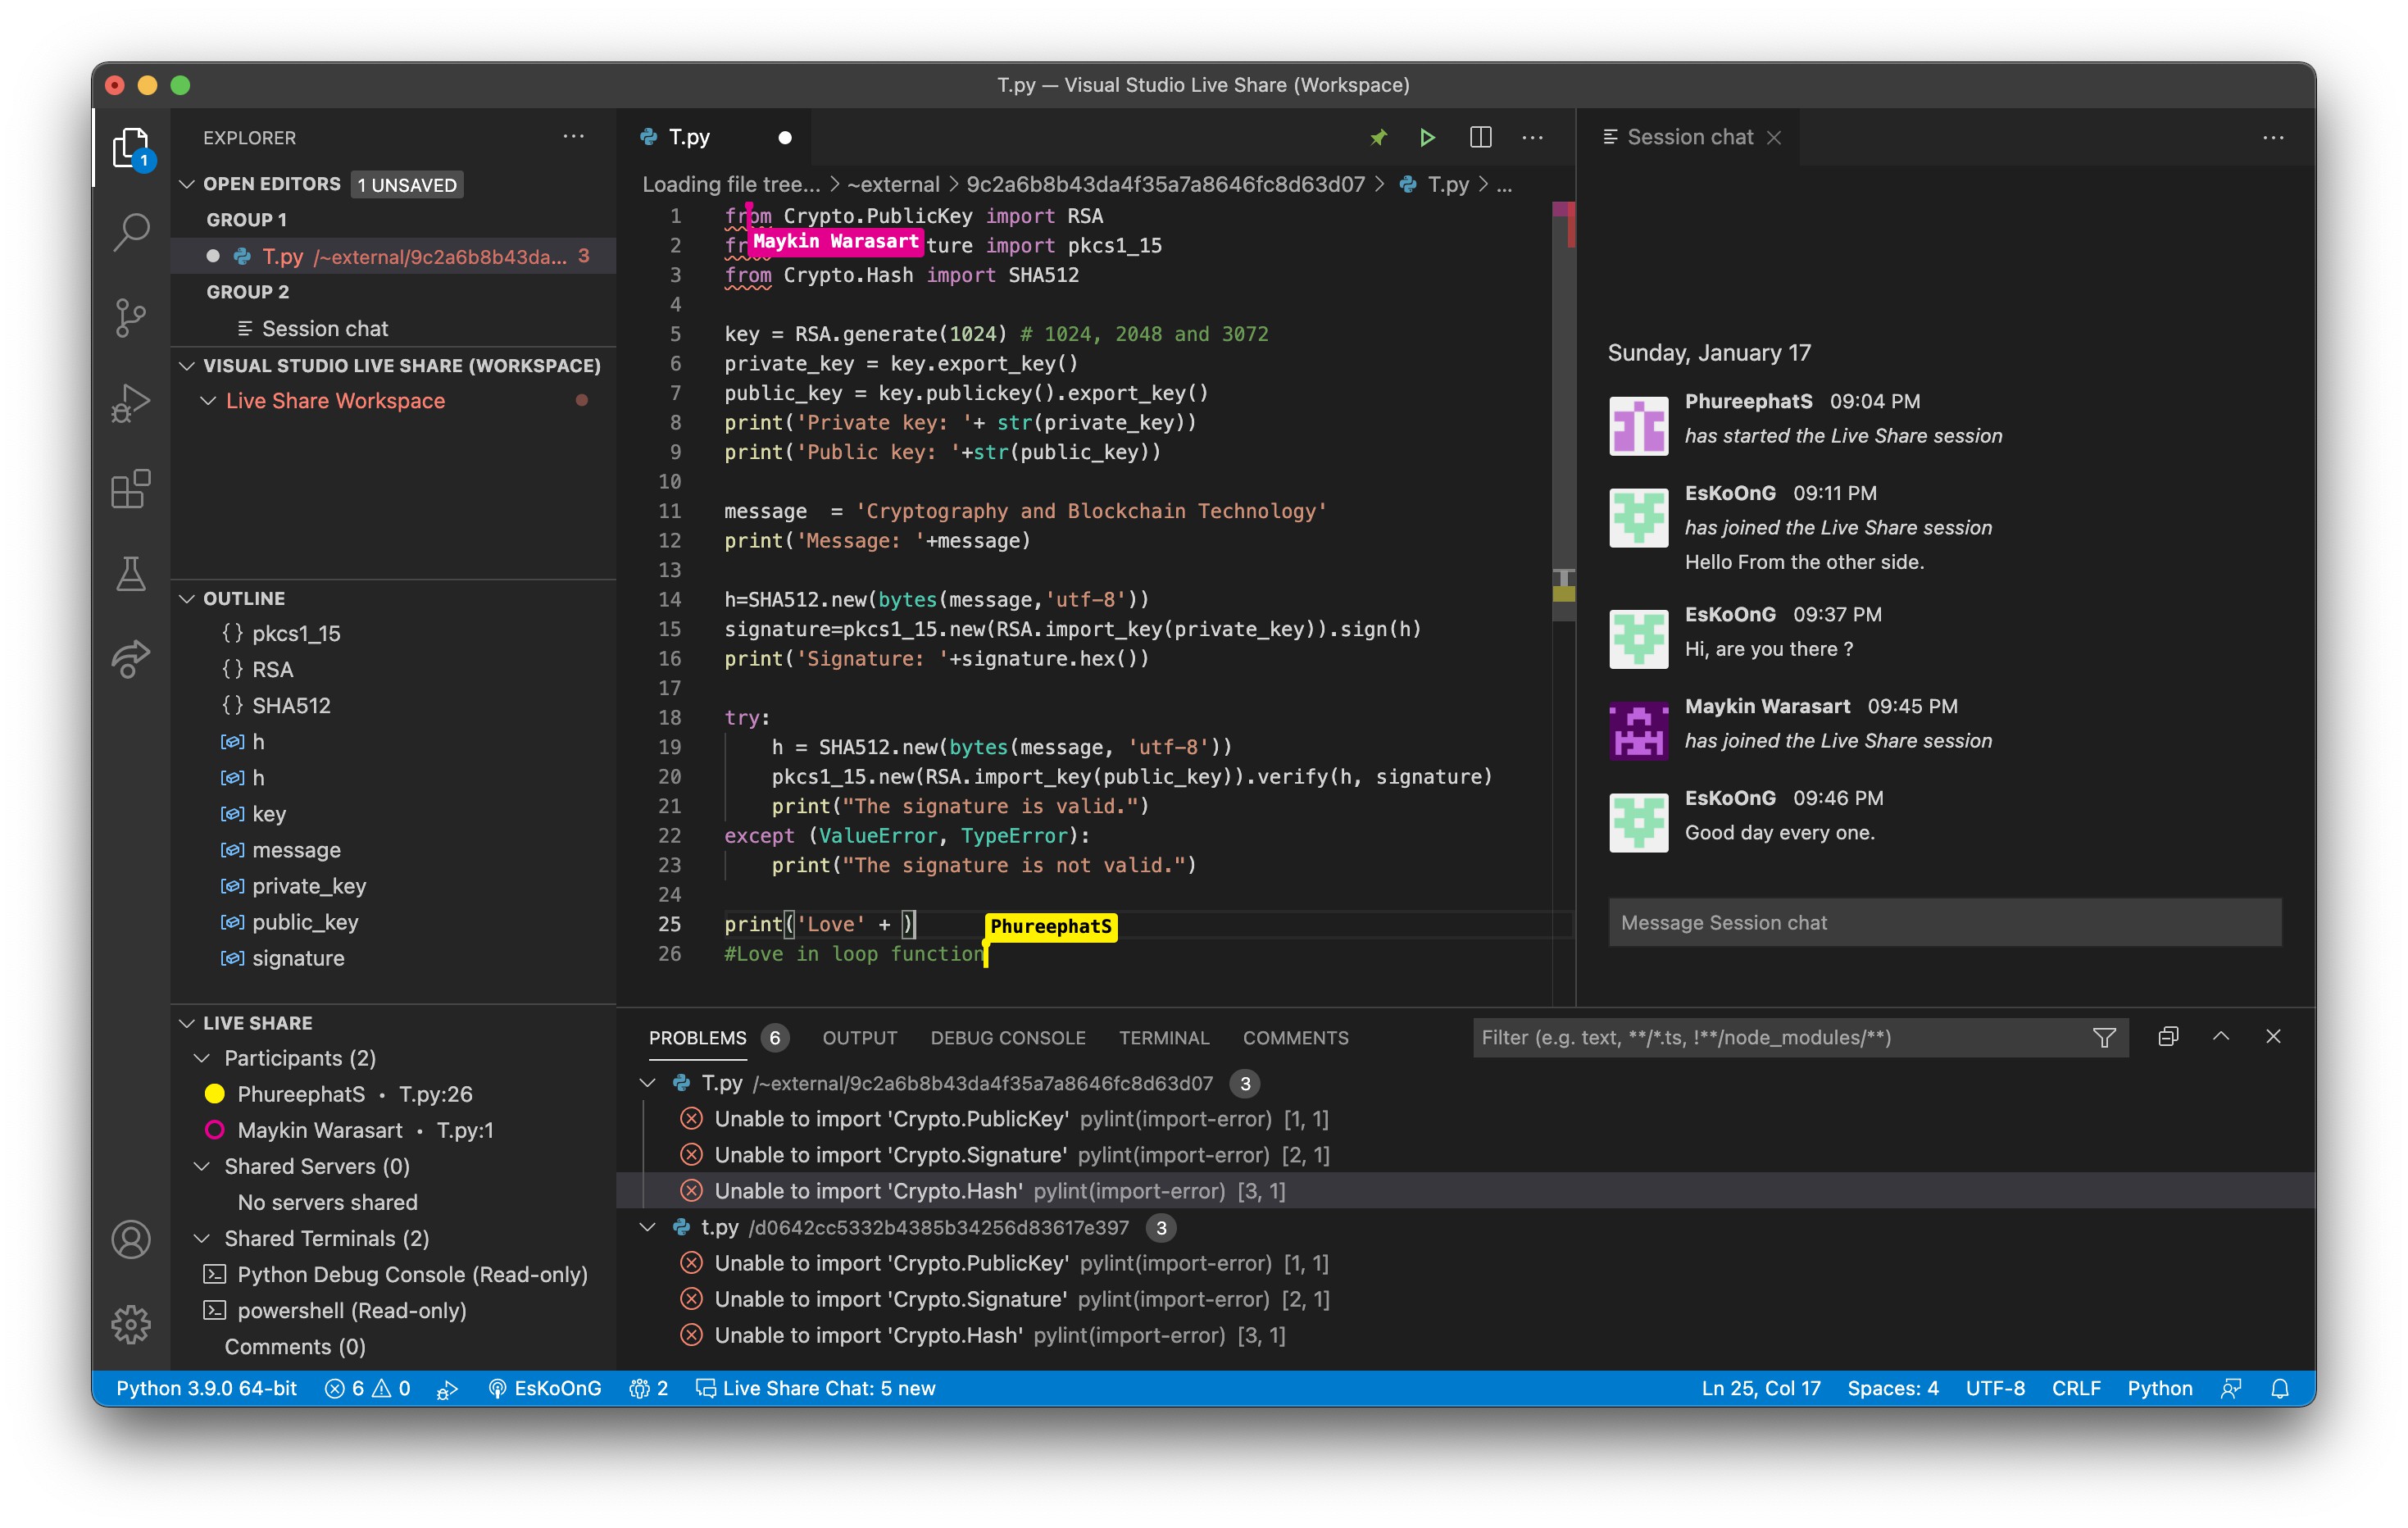 T.py — Visual Studio Live Share (Workspace)
EXPLORER
OPEN EDITORS 1 UNSAVED
GROUP 1
T.py /~external/9c2a6b8b43da... 3
GROUP 2
Session chat
VISUAL STUDIO LIVE SHARE (WORKSPACE)
Live Share Workspace
OUTLINE
{} pkcs1_15
{} RSA
{} SHA512
h
h
key
message
private_key
public_key
signature
LIVE SHARE
Participants (2)
PhureephatS • T.py:26
Maykin Warasart • T.py:1
Shared Servers (0)
No servers shared
Shared Terminals (2)
Python Debug Console (Read-only)
powershell (Read-only)
Comments (0)
1
T.py
Loading file tree... > ~external > 9c2a6b8b43da4f35a7a8646fc8d63d07 > T.py > ...
1 from Crypto.PublicKey import RSA
Maykin Warasart
2 fr ture import pkcs1_15
3 from Crypto.Hash import SHA512
4
5 key = RSA.generate(1024) # 1024, 2048 and 3072
6 private_key = key.export_key()
7 public_key = key.publickey().export_key()
8 print('Private key: '+ str(private_key))
9 print('Public key: '+str(public_key))
10
11 message  = 'Cryptography and Blockchain Technology'
12 print('Message: '+message)
13
14 h=SHA512.new(bytes(message,'utf-8'))
15 signature=pkcs1_15.new(RSA.import_key(private_key)).sign(h)
16 print('Signature: '+signature.hex())
17
18 try:
19     h = SHA512.new(bytes(message, 'utf-8'))
20     pkcs1_15.new(RSA.import_key(public_key)).verify(h, signature)
21     print("The signature is valid.")
22 except (ValueError, TypeError):
23     print("The signature is not valid.")
24
25 print('Love' + )
PhureephatS
26 #Love in loop function
Session chat
Sunday, January 17
PhureephatS 09:04 PM
has started the Live Share session
EsKoOnG 09:11 PM
has joined the Live Share session
Hello From the other side.
EsKoOnG 09:37 PM
Hi, are you there ?
Maykin Warasart 09:45 PM
has joined the Live Share session
EsKoOnG 09:46 PM
Good day every one.
Message Session chat
PROBLEMS 6 OUTPUT DEBUG CONSOLE TERMINAL COMMENTS
Filter (e.g. text, **/*.ts, !**/node_modules/**)
T.py /~external/9c2a6b8b43da4f35a7a8646fc8d63d07 3
Unable to import 'Crypto.PublicKey' pylint(import-error) [1, 1]
Unable to import 'Crypto.Signature' pylint(import-error) [2, 1]
Unable to import 'Crypto.Hash' pylint(import-error) [3, 1]
t.py /d0642cc5332b4385b34256d83617e397 3
Unable to import 'Crypto.PublicKey' pylint(import-error) [1, 1]
Unable to import 'Crypto.Signature' pylint(import-error) [2, 1]
Unable to import 'Crypto.Hash' pylint(import-error) [3, 1]
Python 3.9.0 64-bit 6 0 EsKoOnG 2 Live Share Chat: 5 new Ln 25, Col 17 Spaces: 4 UTF-8 CRLF Python